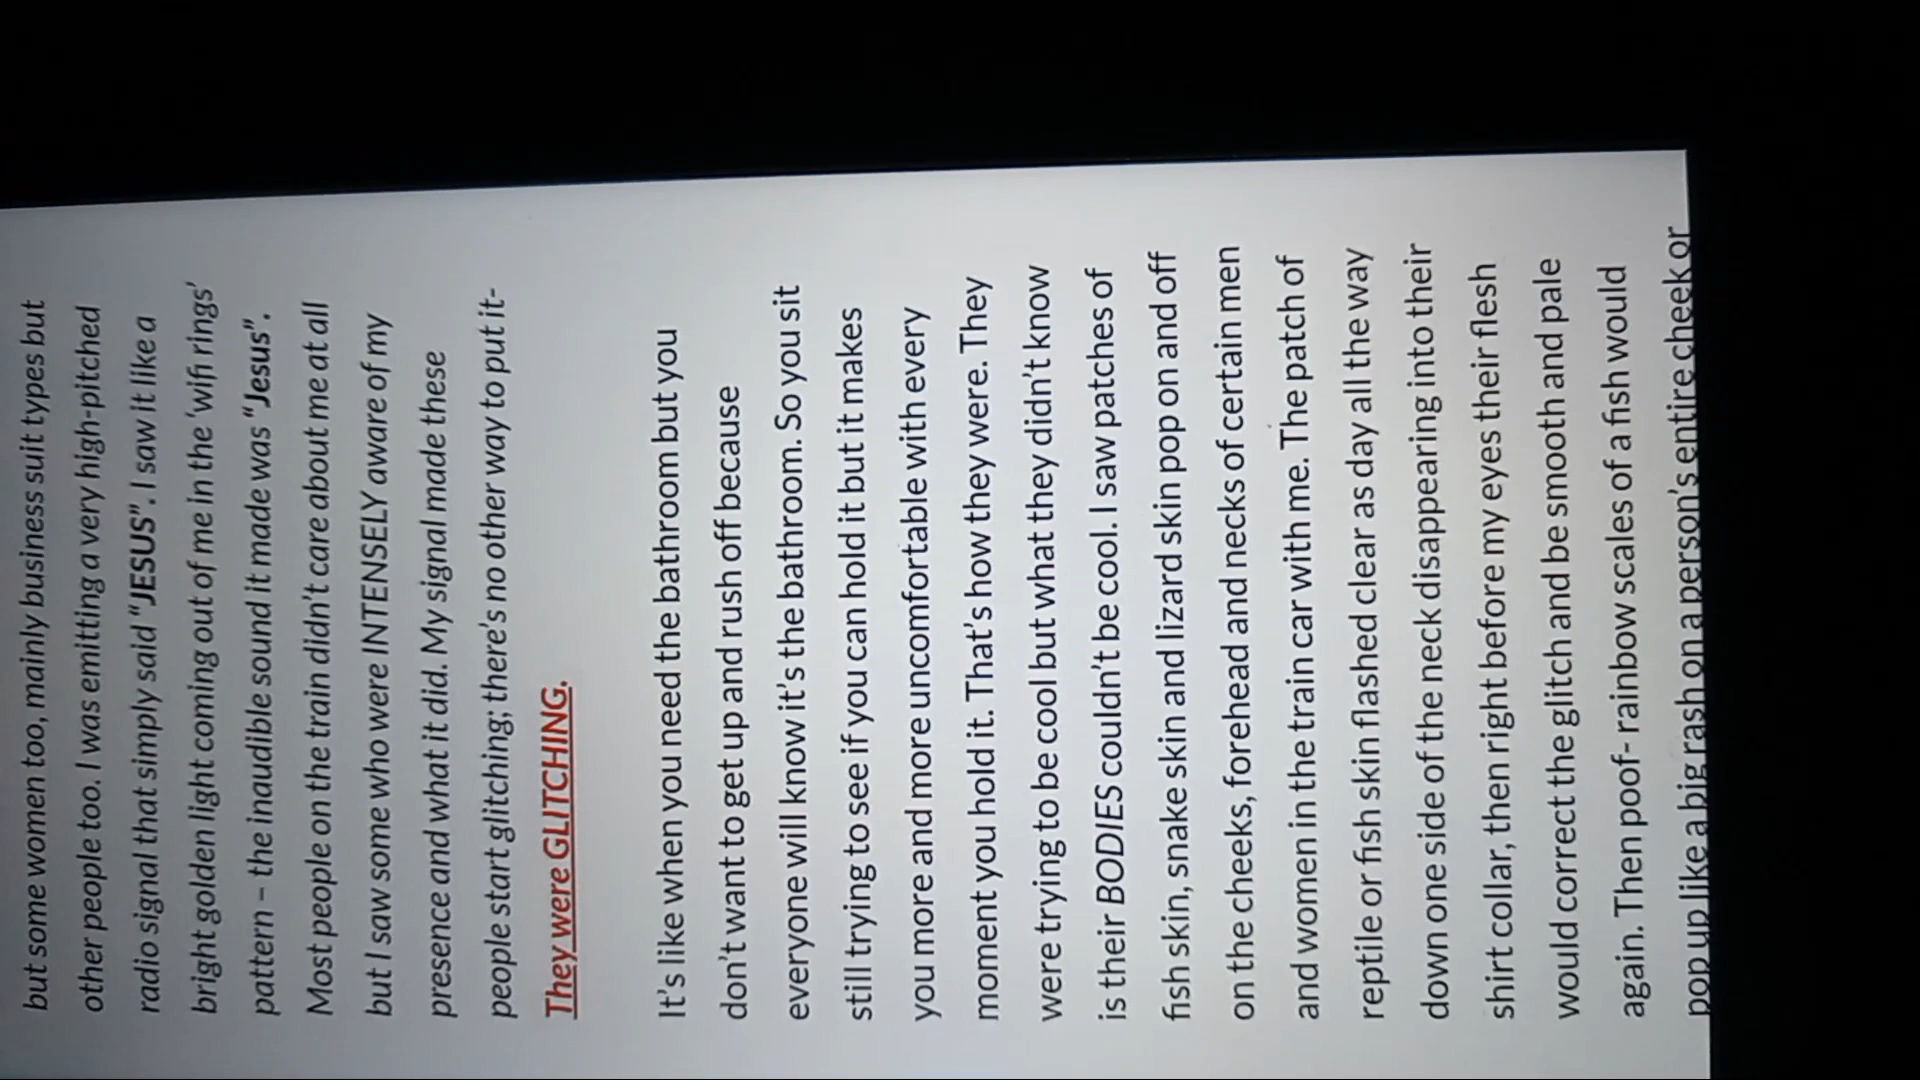 but some women too, mainly business suit types but
other people too. I was emitting a very high-pitched
radio signal that simply said “JESUS”. I saw it like a
bright golden light coming out of me in the ‘wifi rings’
pattern – the inaudible sound it made was “Jesus”.
Most people on the train didn’t care about me at all
but I saw some who were INTENSELY aware of my
presence and what it did. My signal made these
people start glitching; there’s no other way to put it-
They were GLITCHING.
It’s like when you need the bathroom but you
don’t want to get up and rush off because
everyone will know it’s the bathroom. So you sit
still trying to see if you can hold it but it makes
you more and more uncomfortable with every
moment you hold it. That’s how they were. They
were trying to be cool but what they didn’t know
is their BODIES couldn’t be cool. I saw patches of
fish skin, snake skin and lizard skin pop on and off
on the cheeks, forehead and necks of certain men
and women in the train car with me. The patch of
reptile or fish skin flashed clear as day all the way
down one side of the neck disappearing into their
shirt collar, then right before my eyes their flesh
would correct the glitch and be smooth and pale
again. Then poof- rainbow scales of a fish would
pop up like a big rash on a person’s entire cheek or